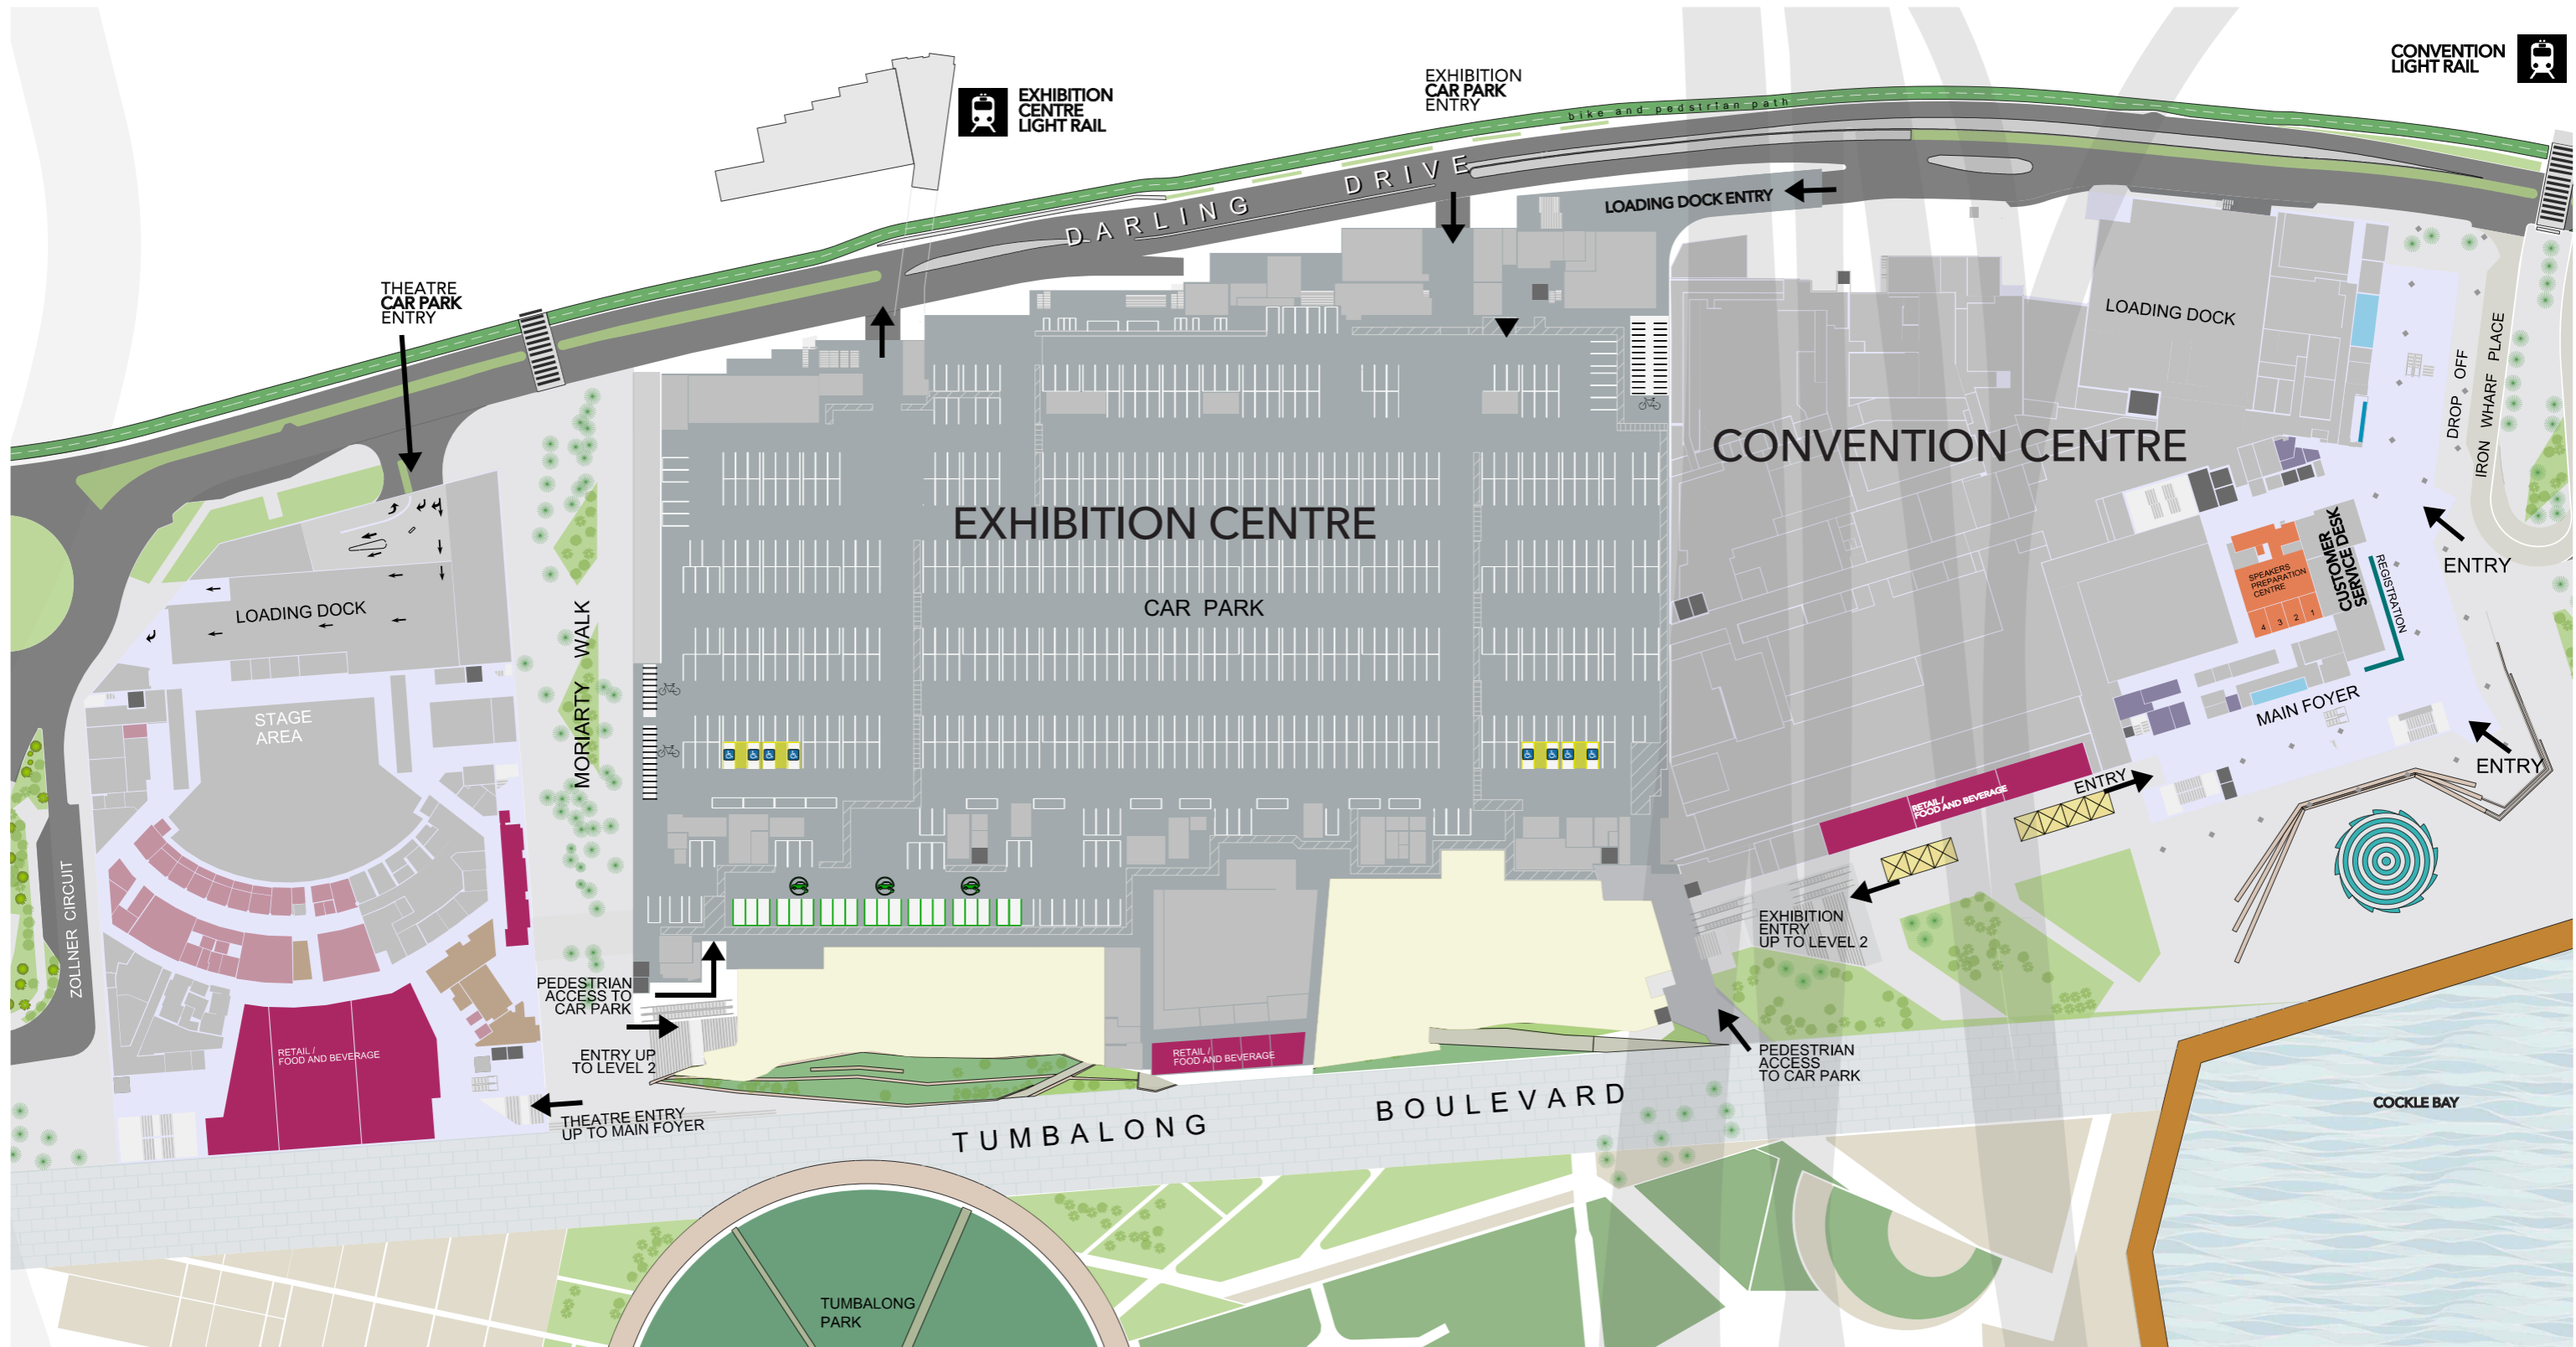 CONVENTION
LIGHT RAIL
EXHIBITION
CENTRE
LIGHT RAIL
EXHIBITION
CAR PARK
ENTRY
bike and pedstrian path
DARLING DRIVE
LOADING DOCK ENTRY
THEATRE
CAR PARK
ENTRY
LOADING DOCK
DROP OFF
IRON WHARF PLACE
CONVENTION CENTRE
EXHIBITION CENTRE
CAR PARK
CUSTOMER
SERVICE DESK
REGISTRATION
SPEAKERS
PREPARATION
CENTRE
4 3 2 1
ENTRY
LOADING DOCK
MORIARTY WALK
STAGE
AREA
MAIN FOYER
ENTRY
ENTRY
RETAIL /
FOOD AND BEVERAGE
ZOLLNER CIRCUIT
EXHIBITION
ENTRY
UP TO LEVEL 2
PEDESTRIAN
ACCESS TO
CAR PARK
ENTRY UP
TO LEVEL 2
RETAIL /
FOOD AND BEVERAGE
RETAIL /
FOOD AND BEVERAGE
PEDESTRIAN
ACCESS
TO CAR PARK
THEATRE ENTRY
UP TO MAIN FOYER
TUMBALONG BOULEVARD
COCKLE BAY
TUMBALONG
PARK